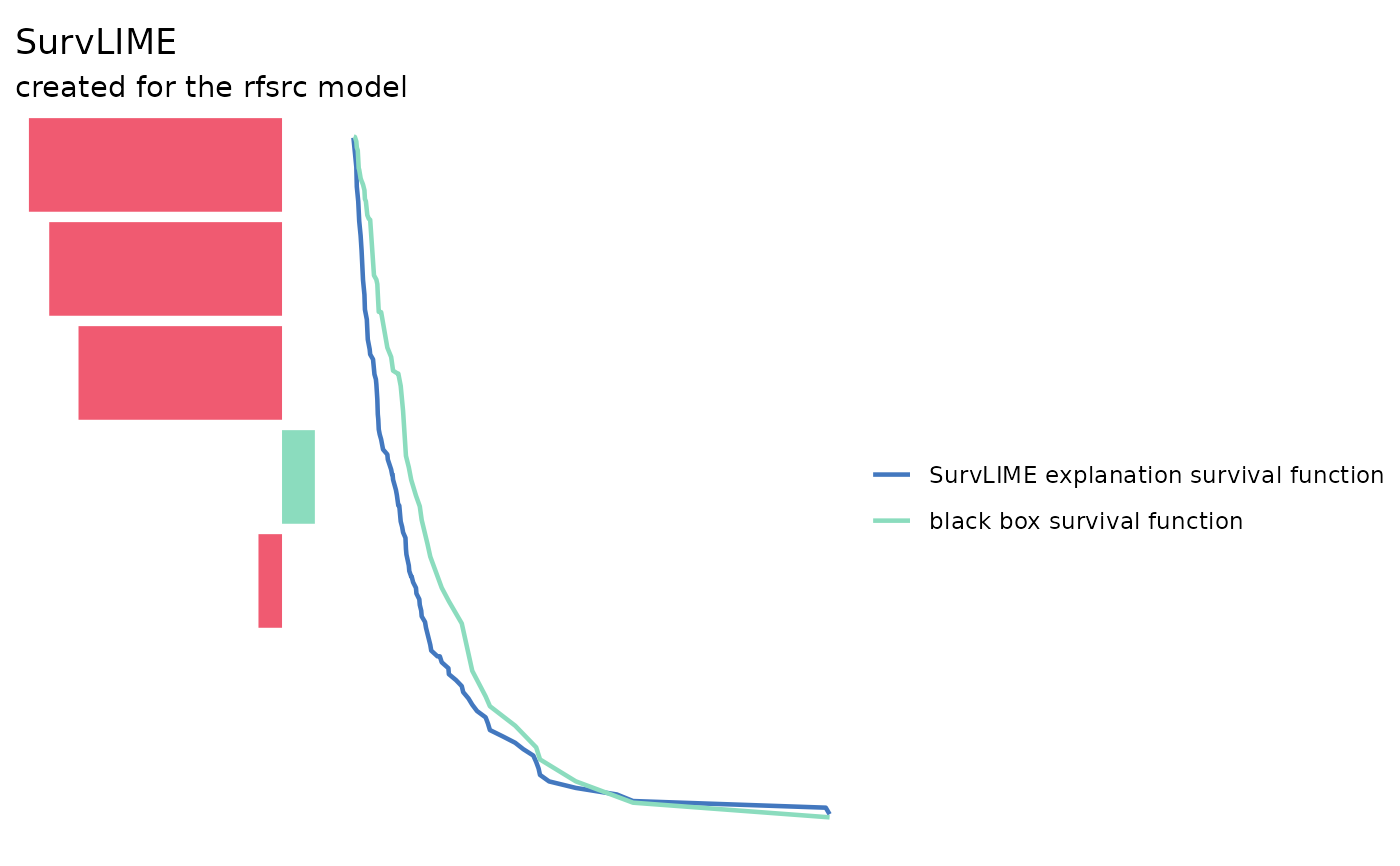 SurvLIME
created for the rfsrc model
SurvLIME explanation survival function
black box survival function